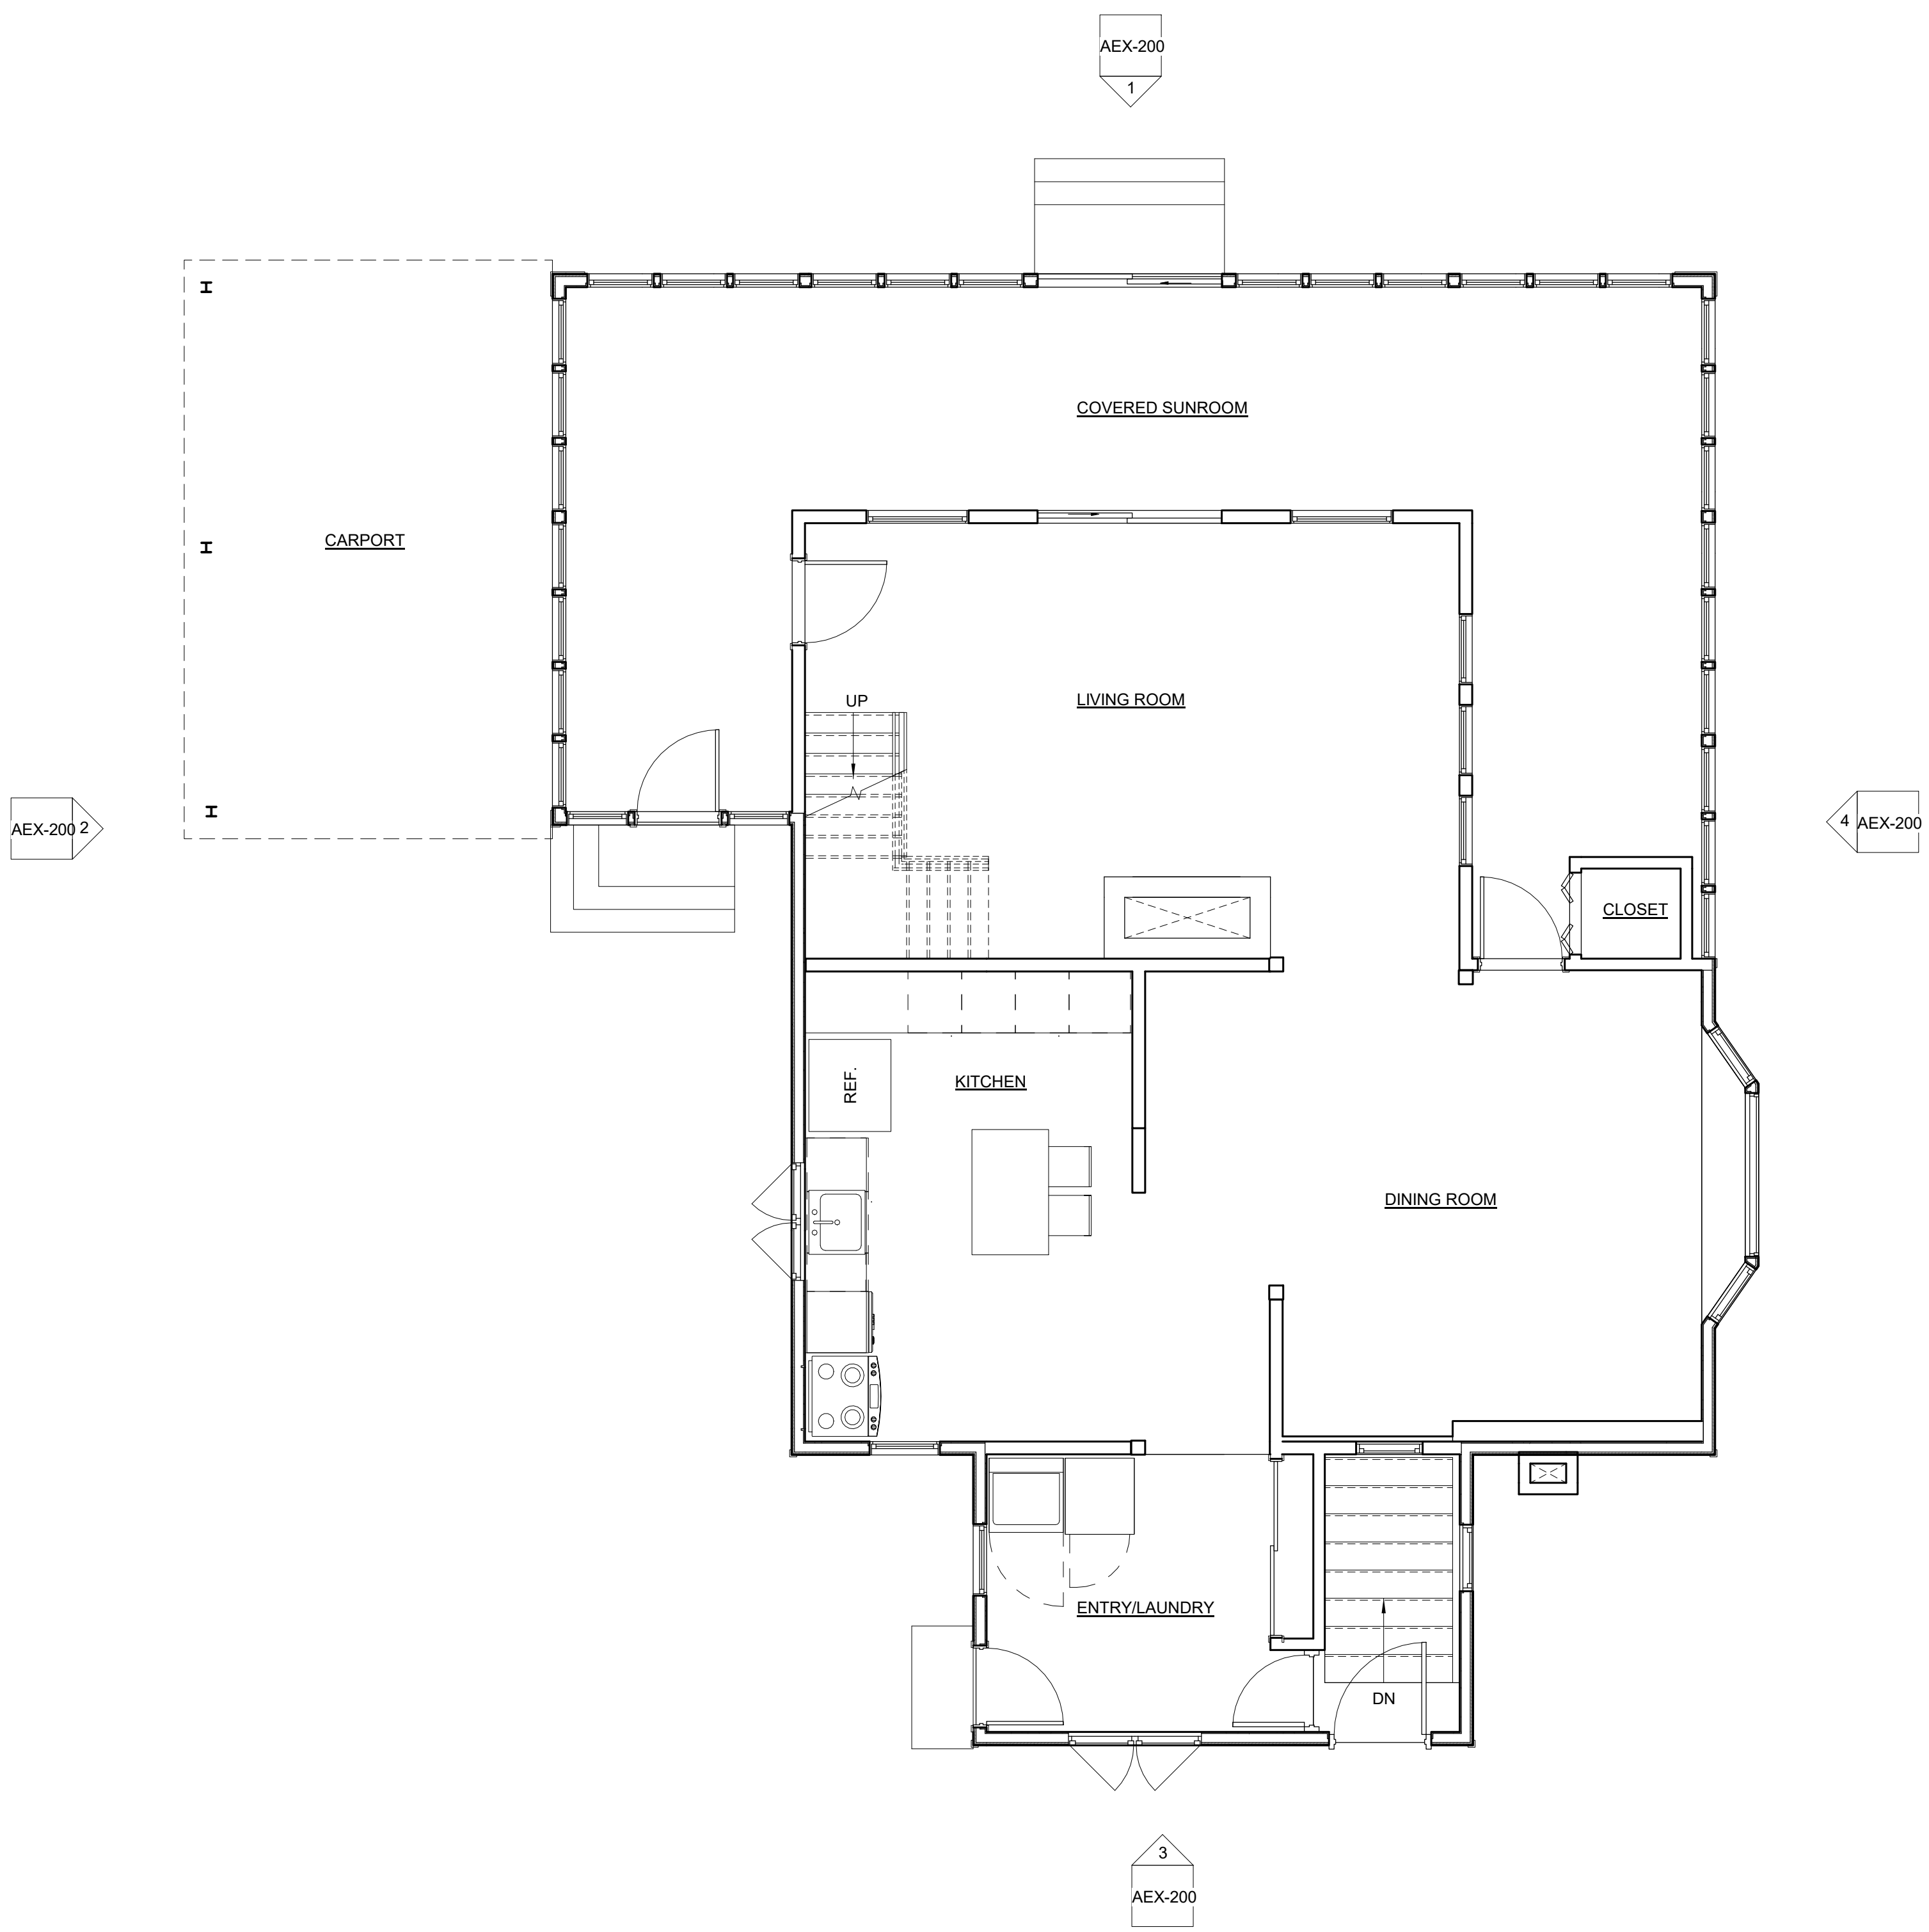 AEX-200
1
COVERED SUNROOM
CARPORT
UP
LIVING ROOM
AEX-200 2
4 AEX-200
CLOSET
REF.
KITCHEN
DINING ROOM
ENTRY/LAUNDRY
DN
3
AEX-200